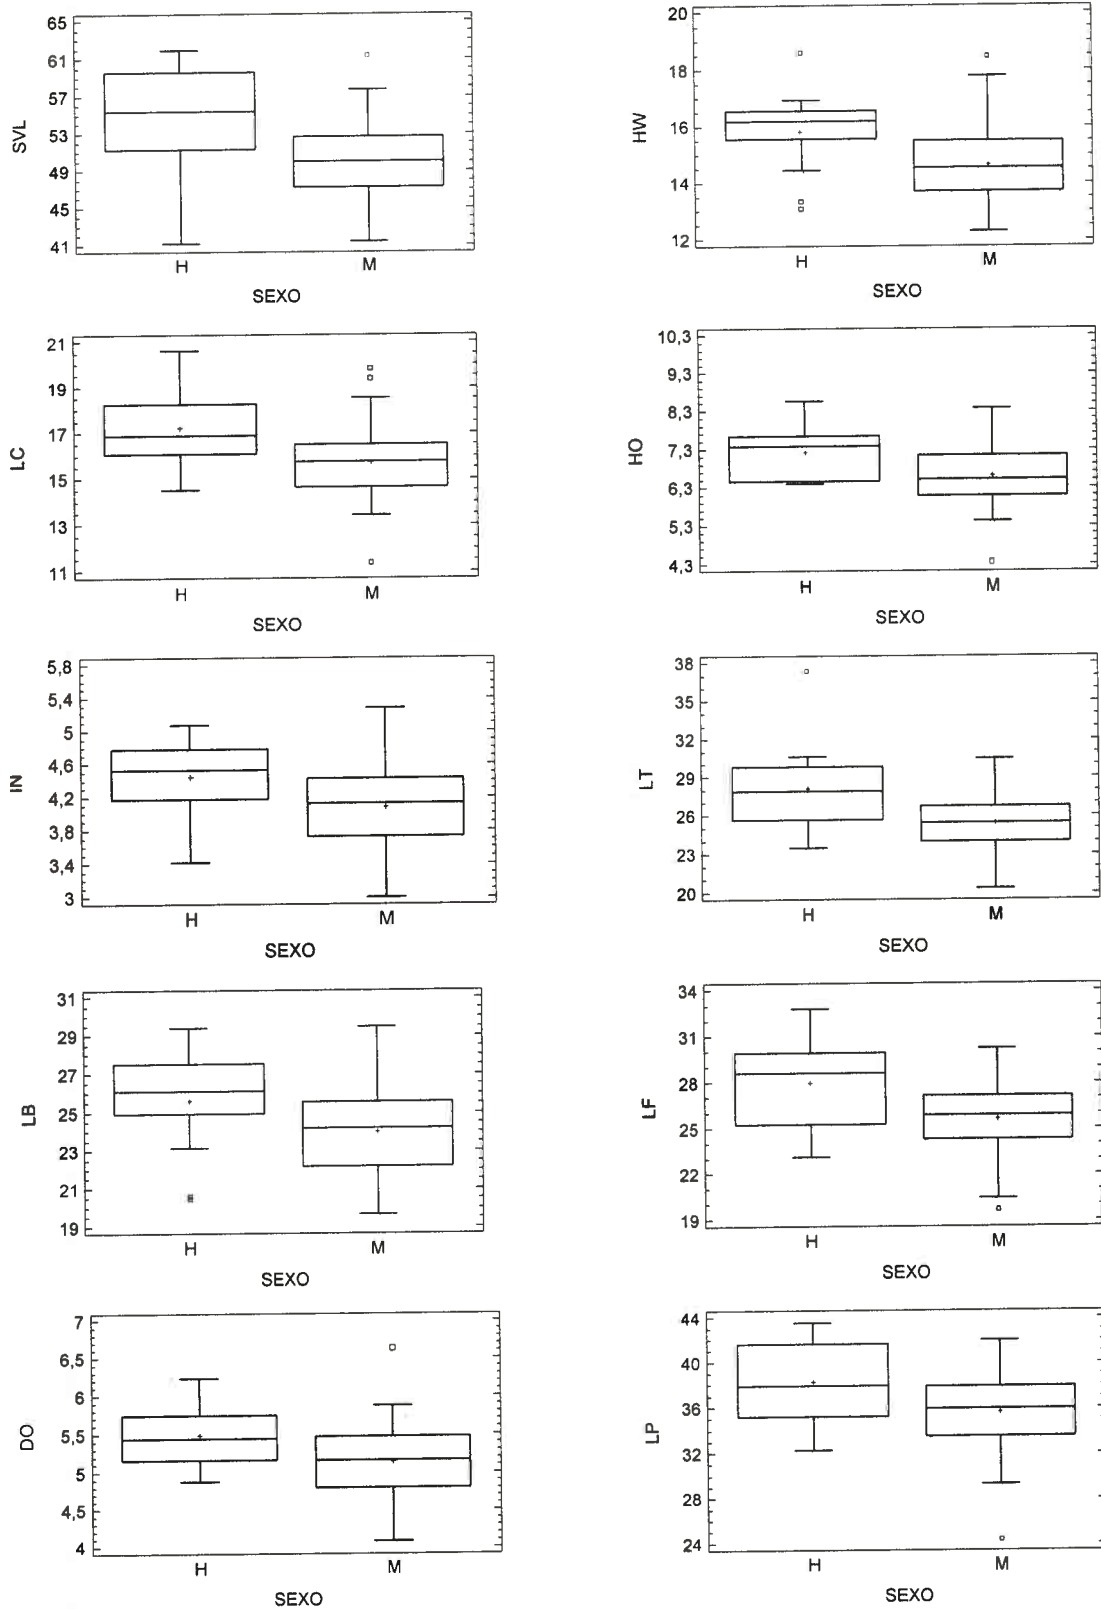 SVL
65
61
57
53
49
45
41
H M
SEXO
HW
20
18
16
14
12
H M
SEXO
LC
21
19
17
15
13
11
H M
SEXO
HO
10,3
9,3
8,3
7,3
6,3
5,3
4,3
H M
SEXO
IN
5,8
5,4
5
4,6
4,2
3,8
3,4
3
H M
SEXO
LT
38
35
32
29
26
23
20
H M
SEXO
LB
31
29
27
25
23
21
19
H M
SEXO
LF
34
31
28
25
22
19
H M
SEXO
DO
7
6,5
6
5,5
5
4,5
4
H M
SEXO
LP
44
40
36
32
28
24
H M
SEXO